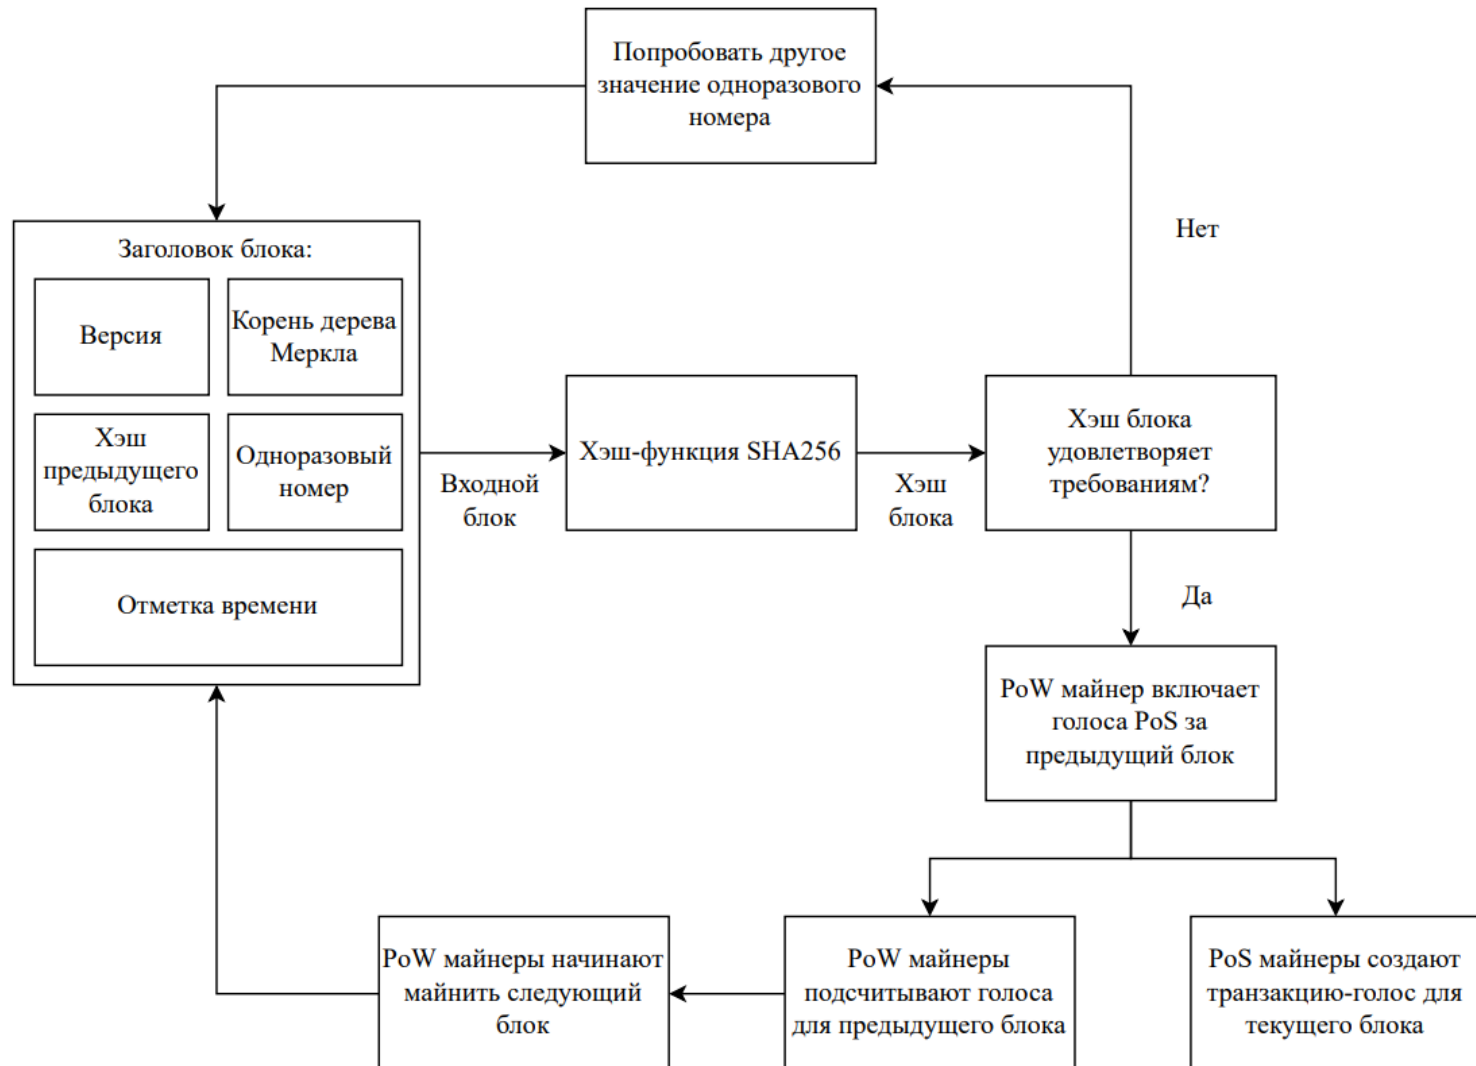 Попробовать другое
значение одноразового
номера
Нет
Заголовок блока:
Версия
Корень дерева
Меркла
Хэш
предыдущего
блока
Одноразовый
номер
Отметка времени
Входной
блок
Хэш-функция SHA256
Хэш
блока
Хэш блока
удовлетворяет
требованиям?
Да
PoW майнер включает
голоса PoS за
предыдущий блок
PoW майнеры начинают
майнить следующий
блок
PoW майнеры
подсчитывают голоса
для предыдущего блока
PoS майнеры создают
транзакцию-голос для
текущего блока